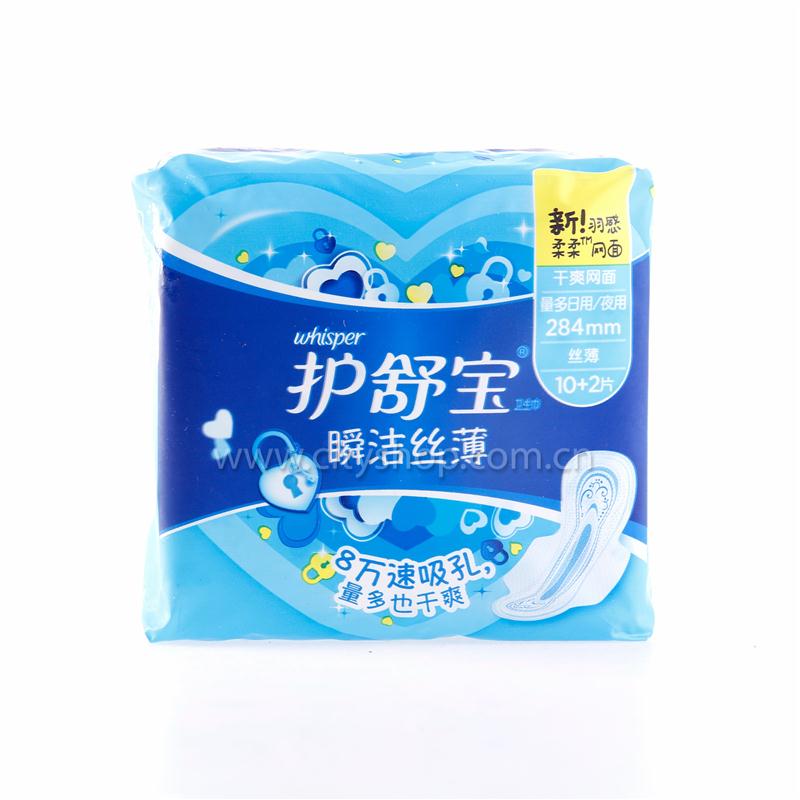 新!羽感
柔柔™网面
干爽网面
量多日用/夜用
284mm
丝薄
10+2片
whisper
护舒宝®
卫生巾
瞬洁丝薄
www.cityshop.com.cn
8万速吸孔,
量多也干爽